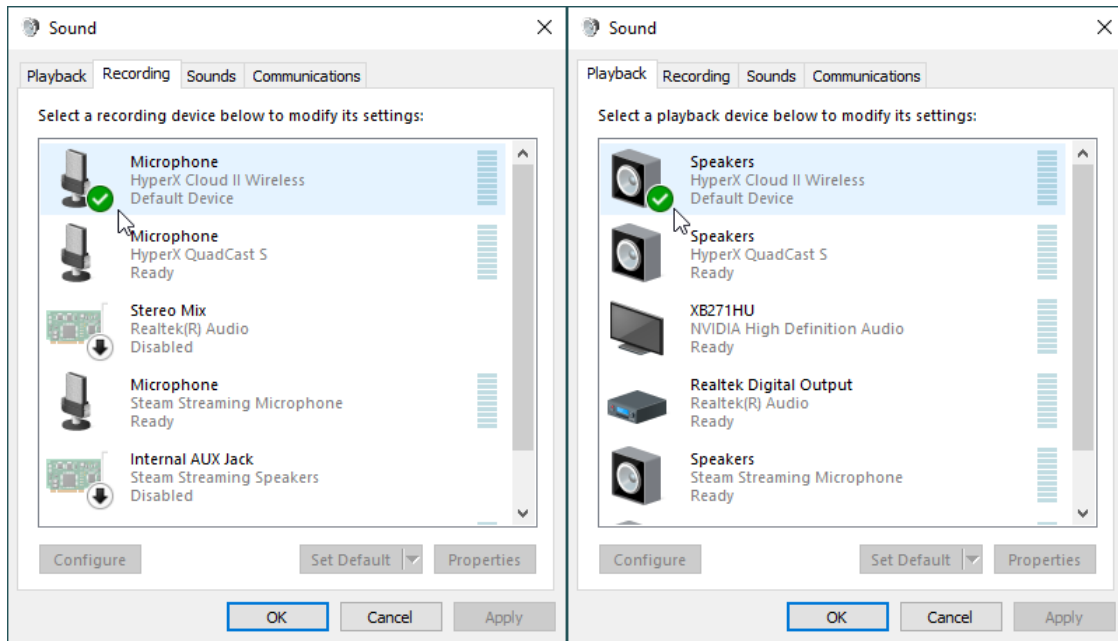 Sound
Playback Recording Sounds Communications
Select a recording device below to modify its settings:
Microphone
HyperX Cloud II Wireless
Default Device
Microphone
HyperX QuadCast S
Ready
Stereo Mix
Realtek(R) Audio
Disabled
Microphone
Steam Streaming Microphone
Ready
Internal AUX Jack
Steam Streaming Speakers
Disabled
Configure Set Default Properties
OK Cancel Apply
Sound
Playback Recording Sounds Communications
Select a playback device below to modify its settings:
Speakers
HyperX Cloud II Wireless
Default Device
Speakers
HyperX QuadCast S
Ready
XB271HU
NVIDIA High Definition Audio
Ready
Realtek Digital Output
Realtek(R) Audio
Ready
Speakers
Steam Streaming Microphone
Ready
Configure Set Default Properties
OK Cancel Apply